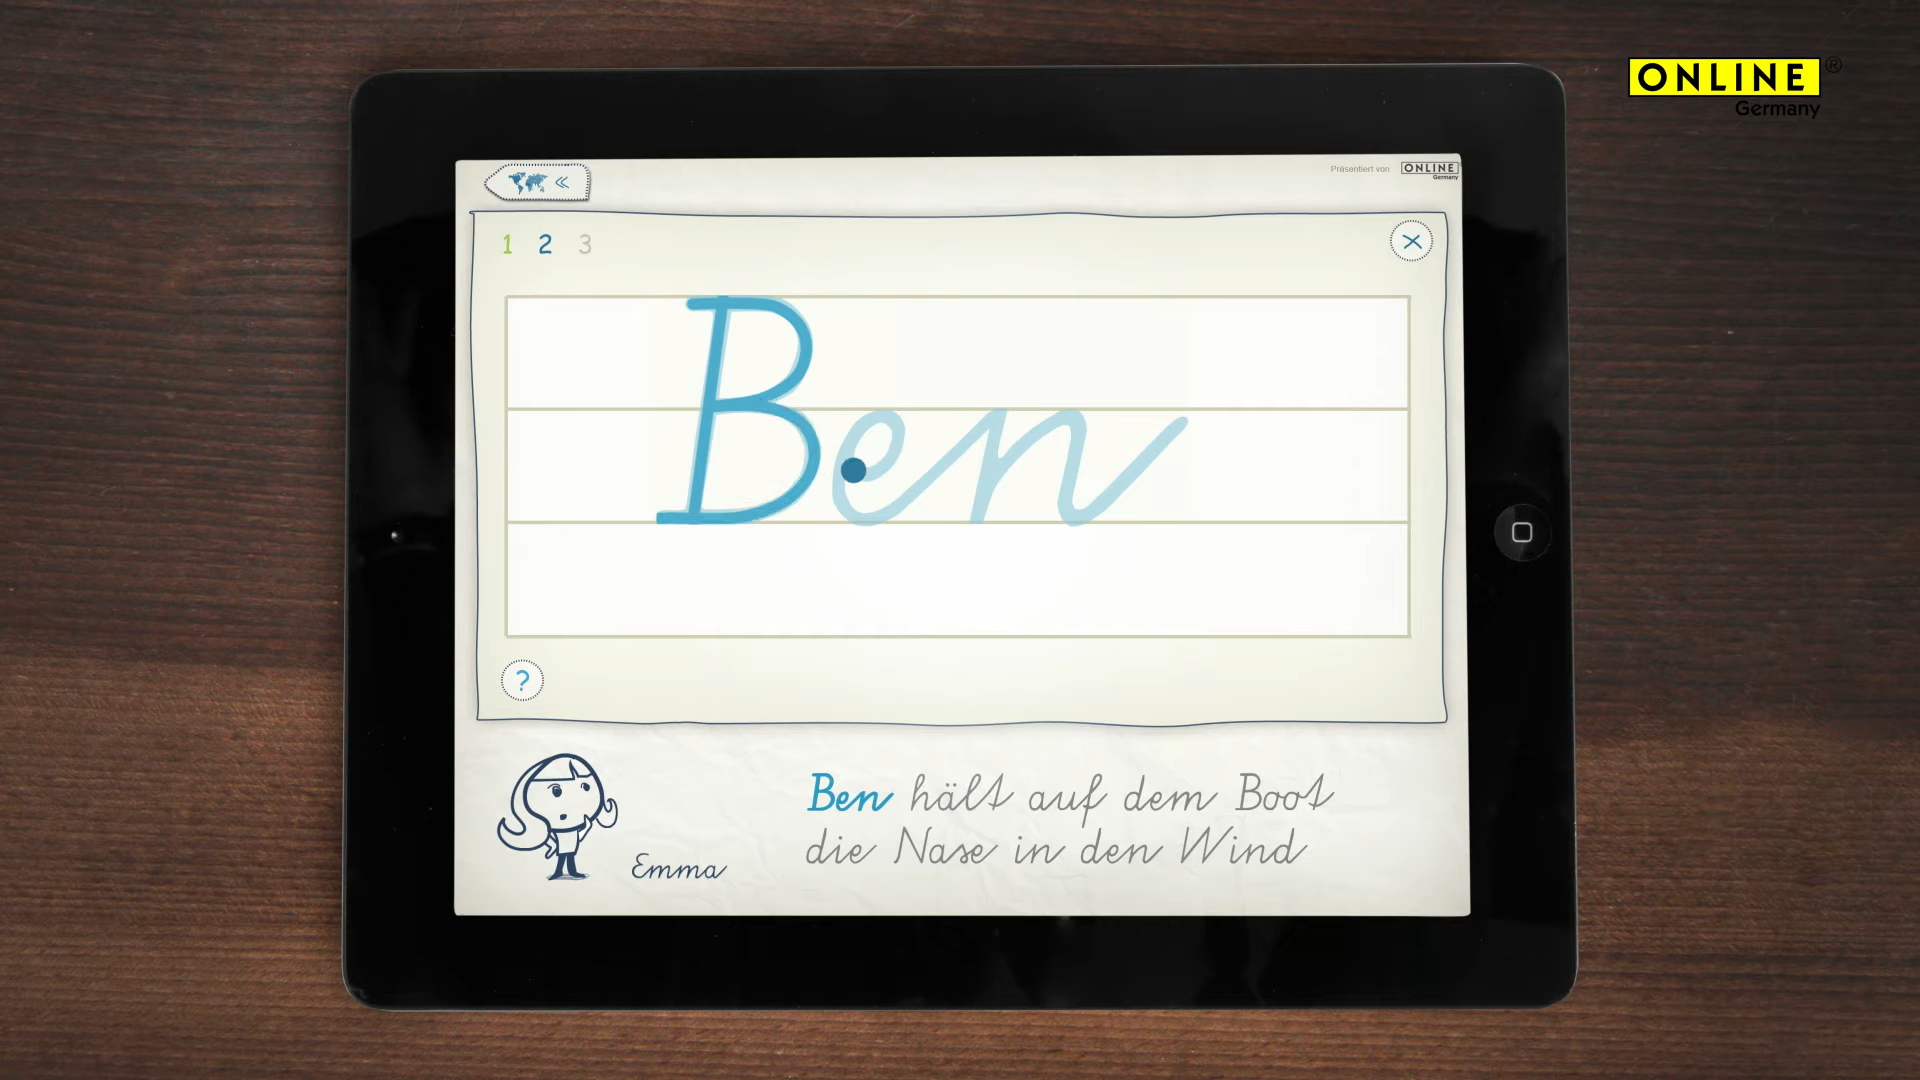 ONLINE ®
Germany
Präsentiert von ONLINE
Germany
1 2 3
Ben
?
Emma
Ben hält auf dem Boot
die Nase in den Wind